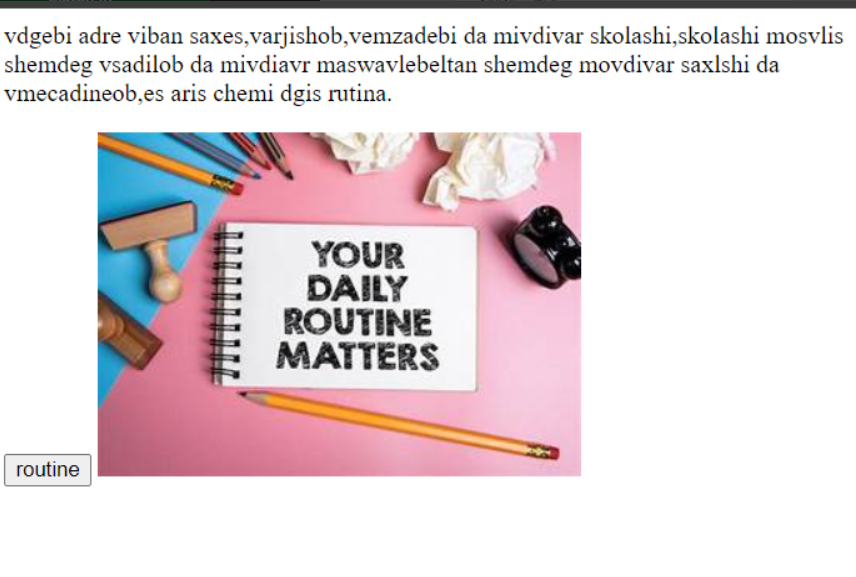 vdgebi adre viban saxes,varjishob,vemzadebi da mivdivar skolashi,skolashi mosvlis
shemdeg vsadilob da mivdiavr maswavlebeltan shemdeg movdivar saxlshi da
vmecadineob,es aris chemi dgis rutina.
YOUR
DAILY
ROUTINE
MATTERS
routine